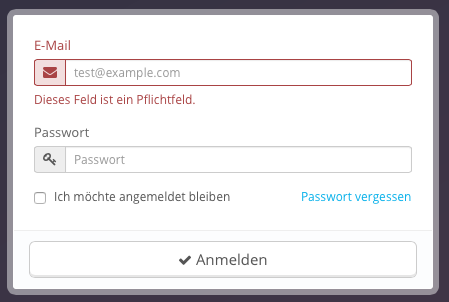 E-Mail
test@example.com
Dieses Feld ist ein Pflichtfeld.
Passwort
Passwort
Ich möchte angemeldet bleiben Passwort vergessen
Anmelden